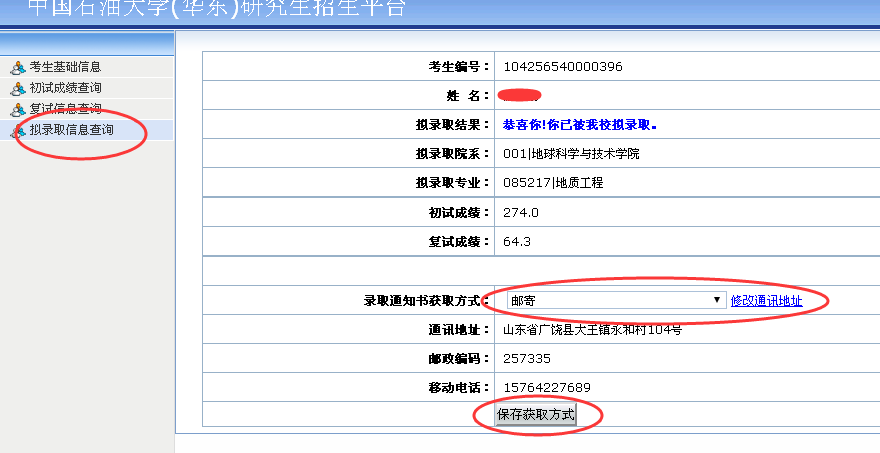 中国石油大学(华东)研究生招生平台
考生基础信息
初试成绩查询
复试信息查询
拟录取信息查询
考生编号： 104256540000396
姓 名：
拟录取结果： 恭喜你!你已被我校拟录取。
拟录取院系： 001|地球科学与技术学院
拟录取专业： 085217|地质工程
初试成绩： 274.0
复试成绩： 64.3
录取通知书获取方式： 邮寄 修改通讯地址
通讯地址： 山东省广饶县大王镇永和村104号
邮政编码： 257335
移动电话： 15764227689
保存获取方式